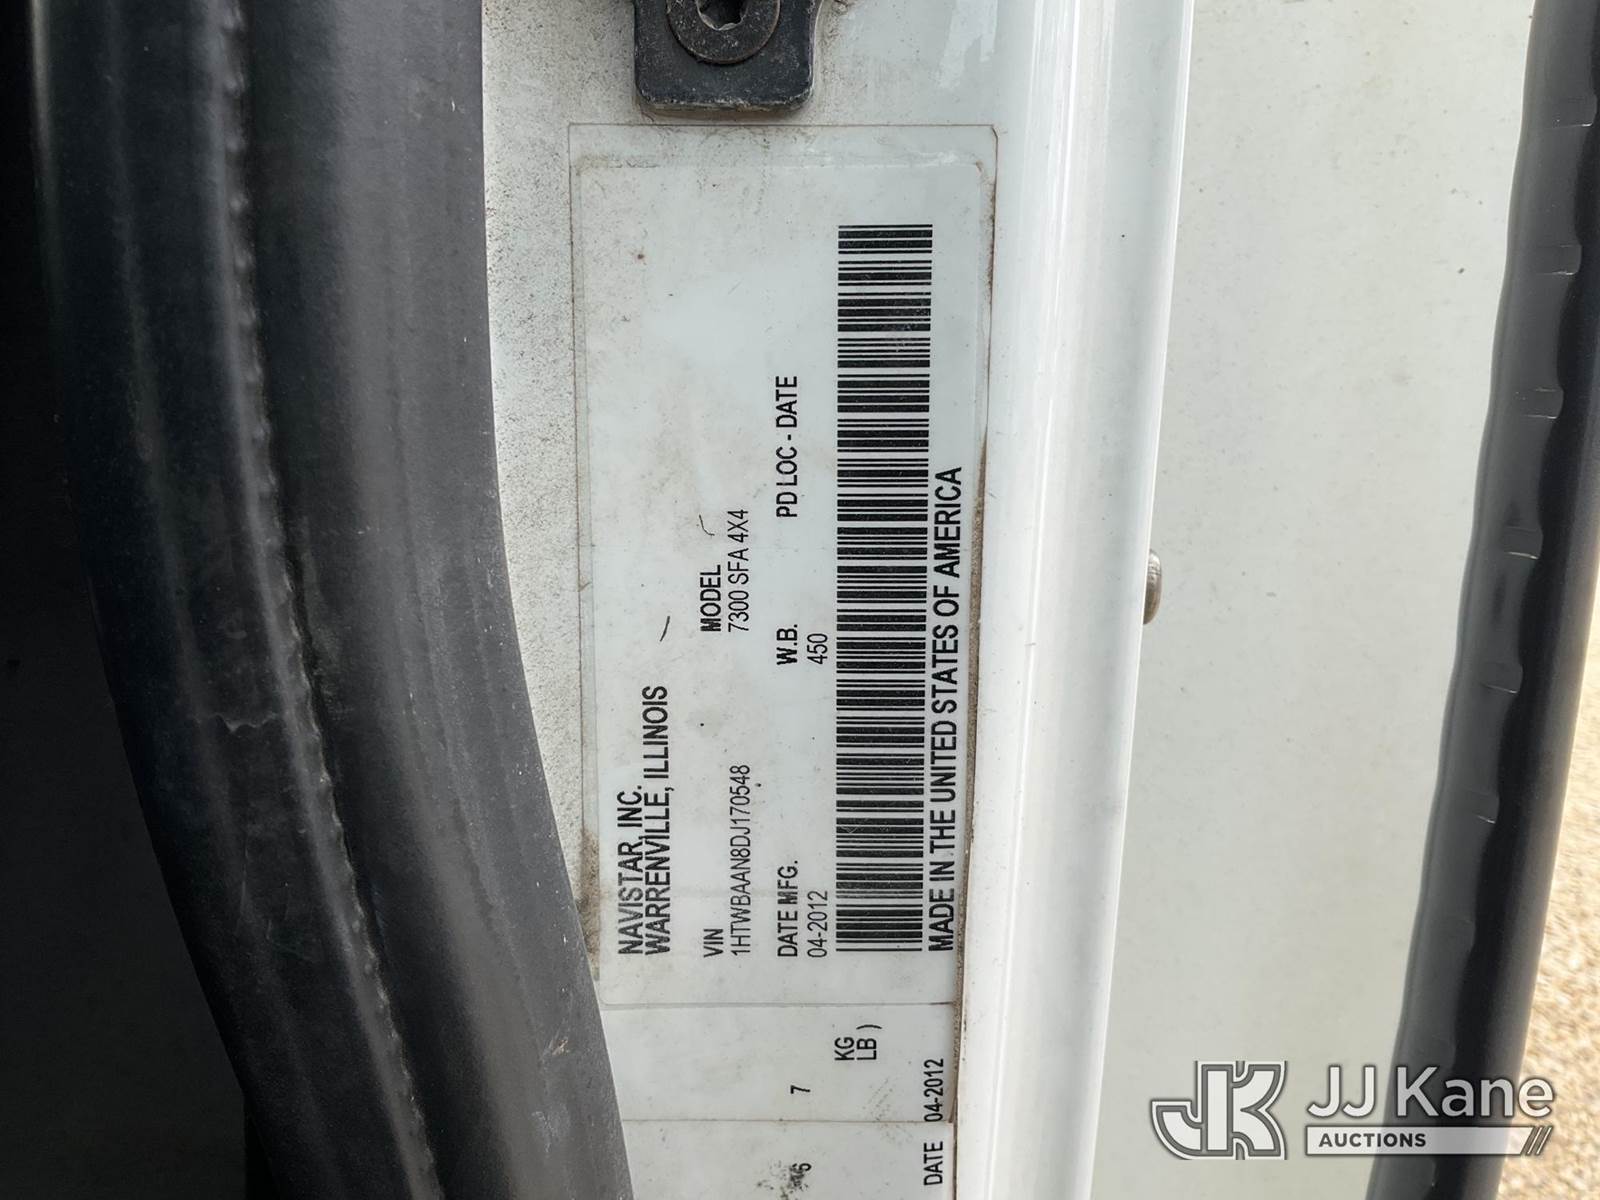 NAVISTAR, INC.
WARRENVILLE, ILLINOIS
VIN MODEL
1HTWBAAN8DJ170548 7300 SFA 4X4
DATE MFG. W.B. PD LOC - DATE
04-2012 450
MADE IN THE UNITED STATES OF AMERICA
7
KG
LB )
DATE 04-2012
6
JJ Kane
AUCTIONS